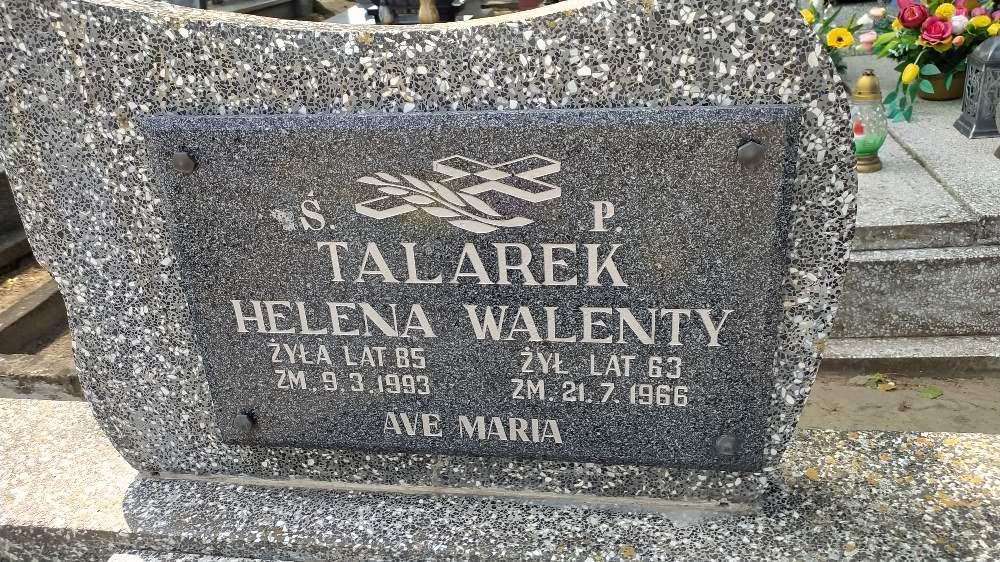 Ś. P.
TALAREK
HELENA WALENTY
ŻYŁA LAT 85 ŻYŁ LAT 63
ZM. 9.3.1993 ZM. 21.7.1966
AVE MARIA